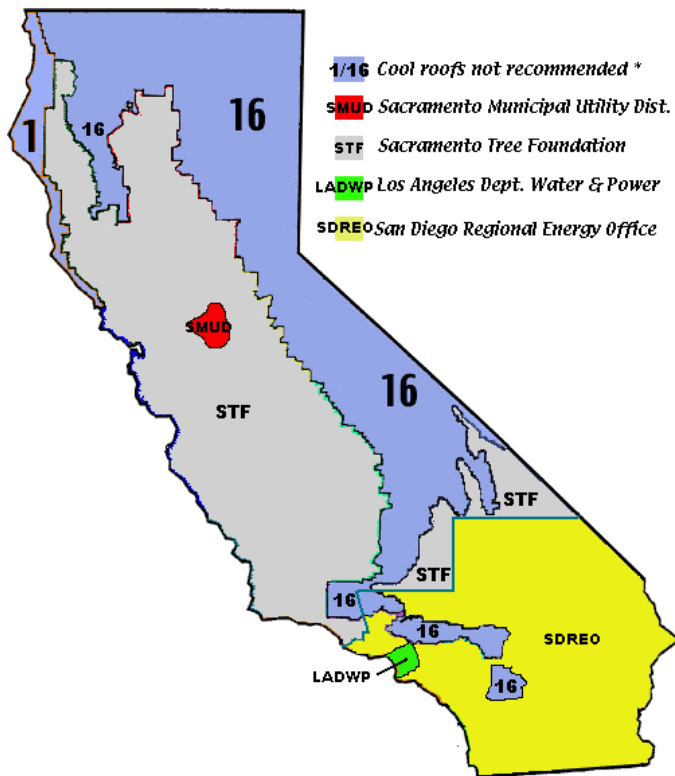 1/16 Cool roofs not recommended *
SMUD Sacramento Municipal Utility Dist.
STF Sacramento Tree Foundation
LADWP Los Angeles Dept. Water & Power
SDREO San Diego Regional Energy Office
1
16
16
SMUD
16
STF
STF
STF
16
16
SDREO
LADWP
16